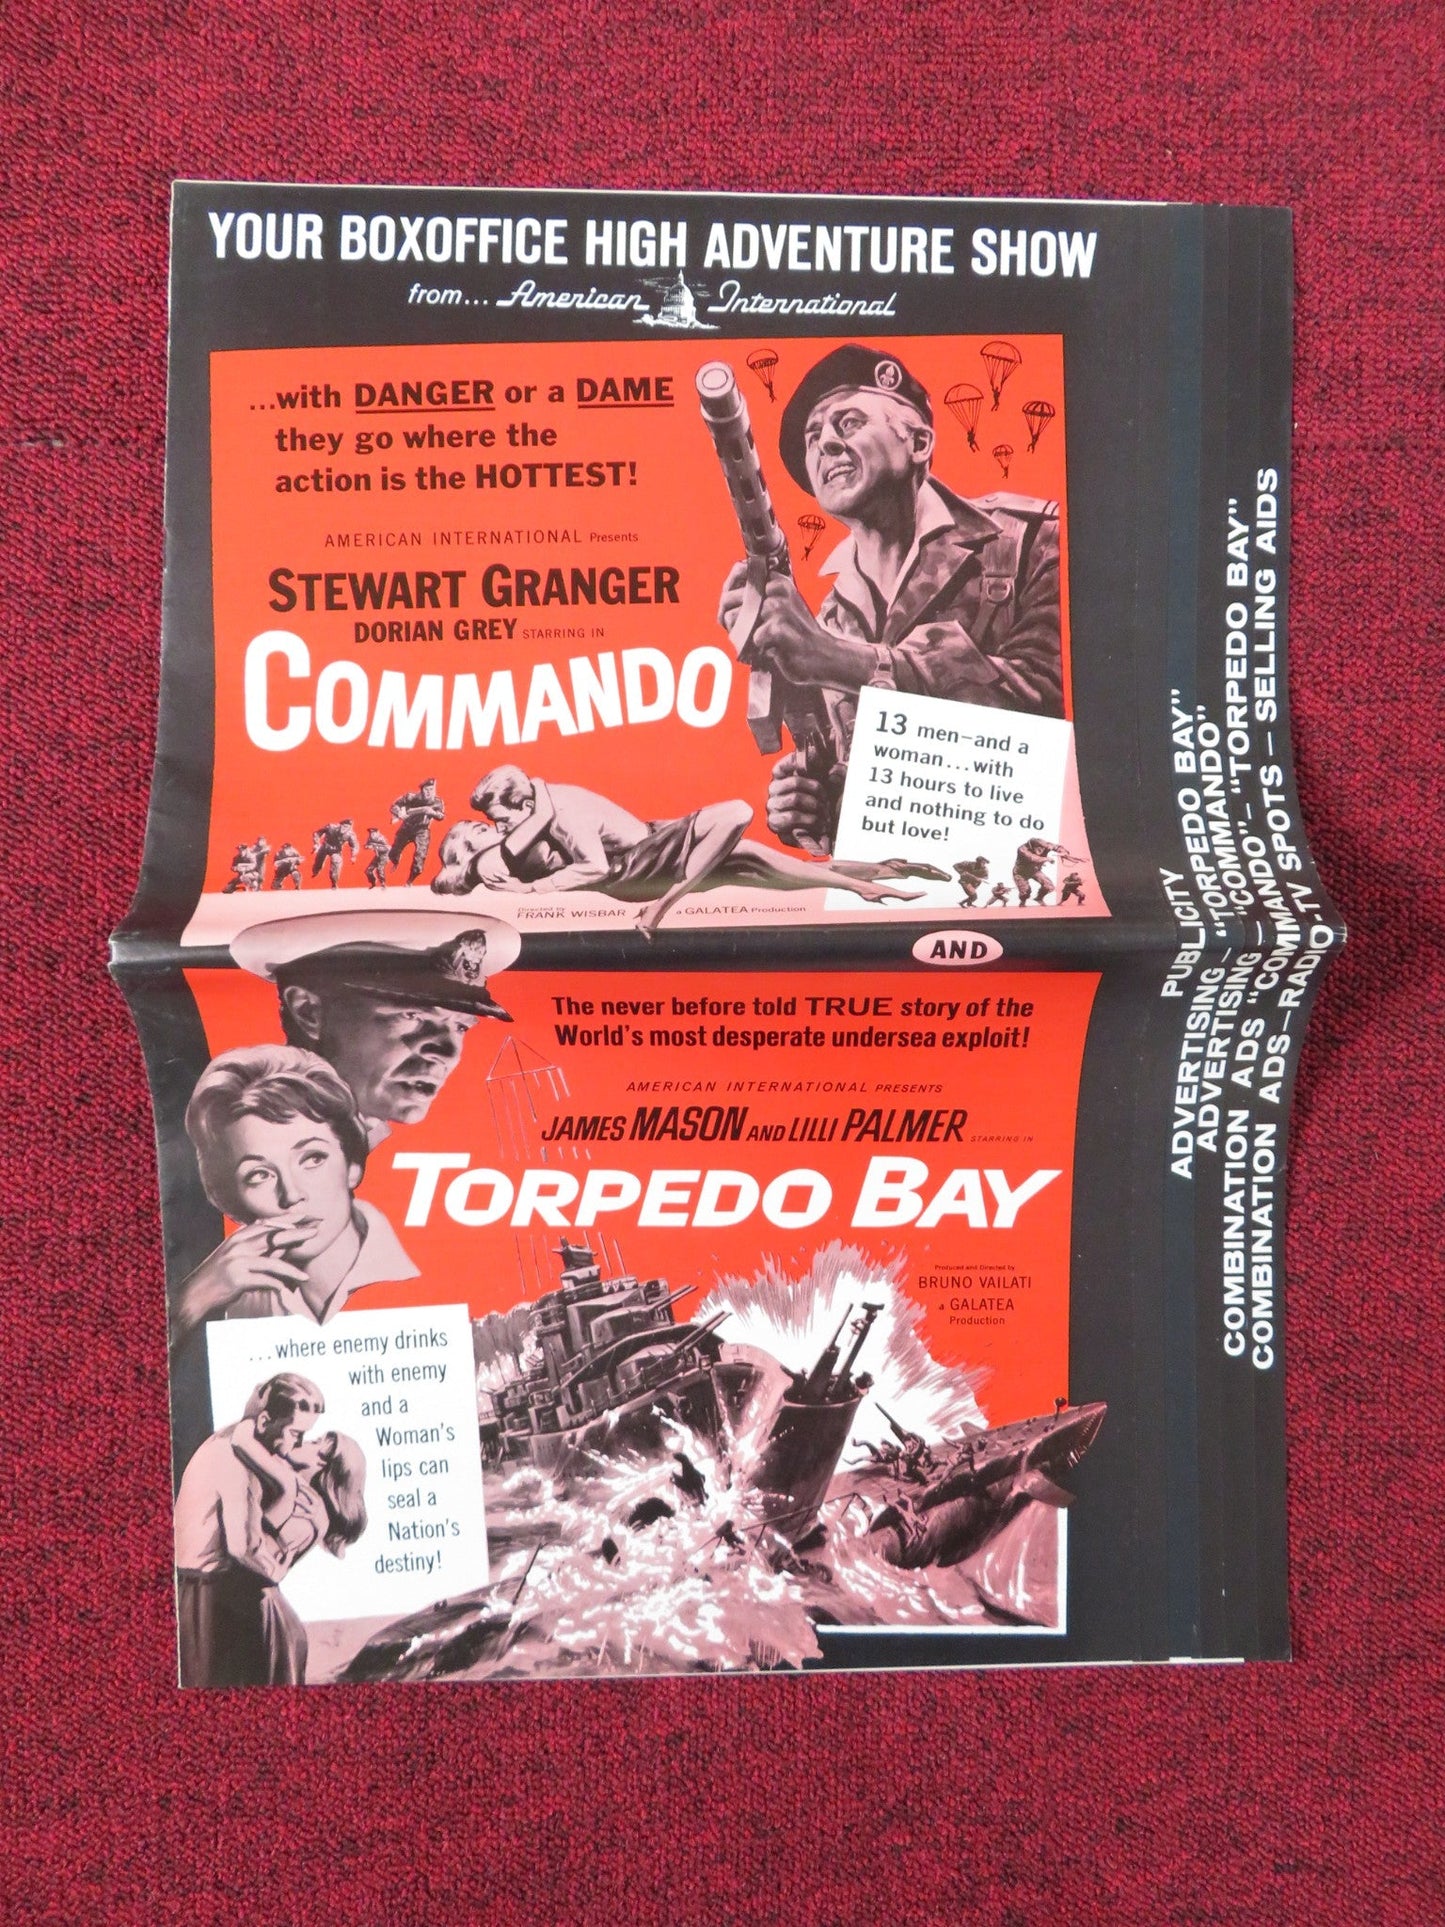 YOUR BOXOFFICE HIGH ADVENTURE SHOW
from... American International
...with DANGER or a DAME
they go where the
action is the HOTTEST!
AMERICAN INTERNATIONAL Presents
STEWART GRANGER
DORIAN GREY STARRING IN
COMMANDO
13 men–and a
woman...with
13 hours to live
and nothing to do
but love!
Directed by
FRANK WISBAR
a GALATEA Production
AND
The never before told TRUE story of the
World's most desperate undersea exploit!
AMERICAN INTERNATIONAL PRESENTS
JAMES MASON AND LILLI PALMER STARRING IN
TORPEDO BAY
Produced and Directed by
BRUNO VAILATI
a GALATEA
Production
...where enemy drinks
with enemy
and a
Woman's
lips can
seal a
Nation's
destiny!
PUBLICITY
ADVERTISING – "TORPEDO BAY"
ADVERTISING – "COMMANDO"
COMBINATION ADS "COMMANDO" – "TORPEDO BAY"
COMBINATION ADS – RADIO-TV SPOTS – SELLING AIDS